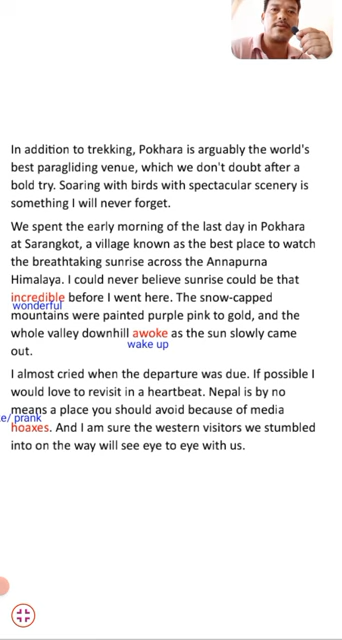 In addition to trekking, Pokhara is arguably the world's
best paragliding venue, which we don't doubt after a
bold try. Soaring with birds with spectacular scenery is
something I will never forget.
We spent the early morning of the last day in Pokhara
at Sarangkot, a village known as the best place to watch
the breathtaking sunrise across the Annapurna
Himalaya. I could never believe sunrise could be that
incredible before I went here. The snow-capped
wonderful
mountains were painted purple pink to gold, and the
whole valley downhill awoke as the sun slowly came
wake up
out.
I almost cried when the departure was due. If possible I
would love to revisit in a heartbeat. Nepal is by no
means a place you should avoid because of media
/ prank
hoaxes. And I am sure the western visitors we stumbled
into on the way will see eye to eye with us.